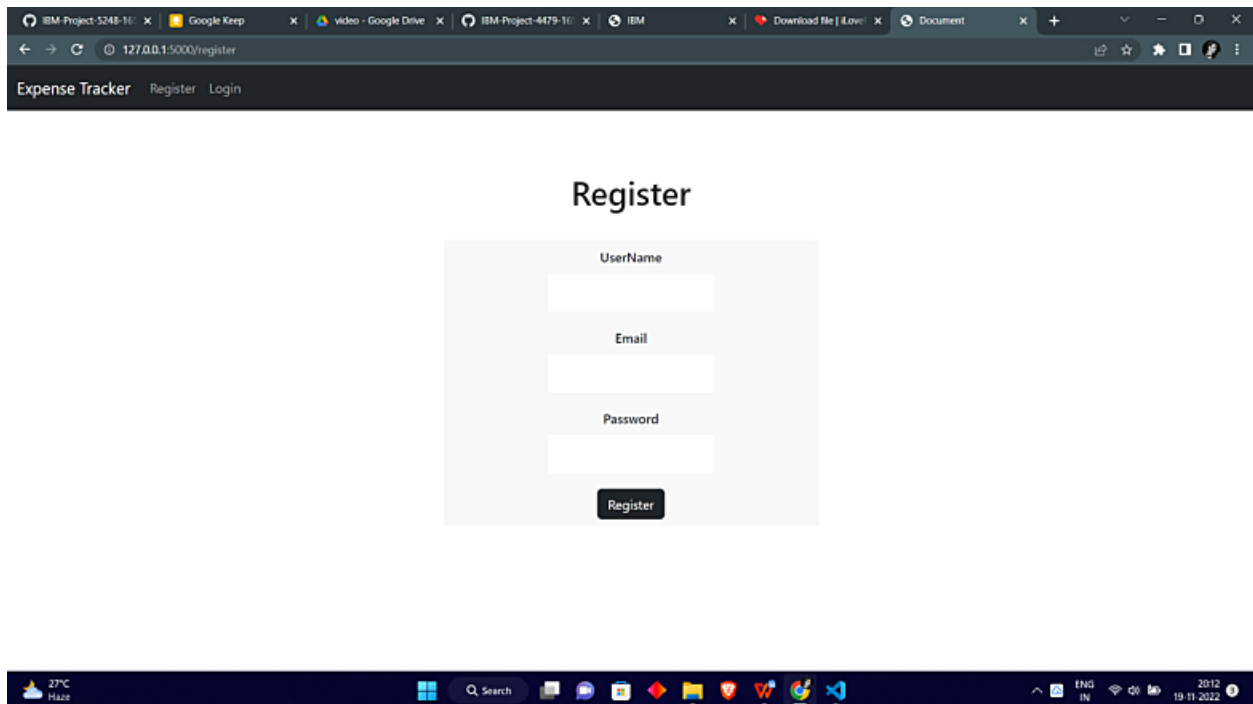 IBM-Project-5248-16 Google Keep video - Google Drive IBM-Project-4479-16 IBM Download file | iLove Document
127.0.0.1:5000/register
Expense Tracker Register Login
Register
UserName
Email
Password
Register
27°C
Haze
Search
ENG
IN
20:12
19-11-2022